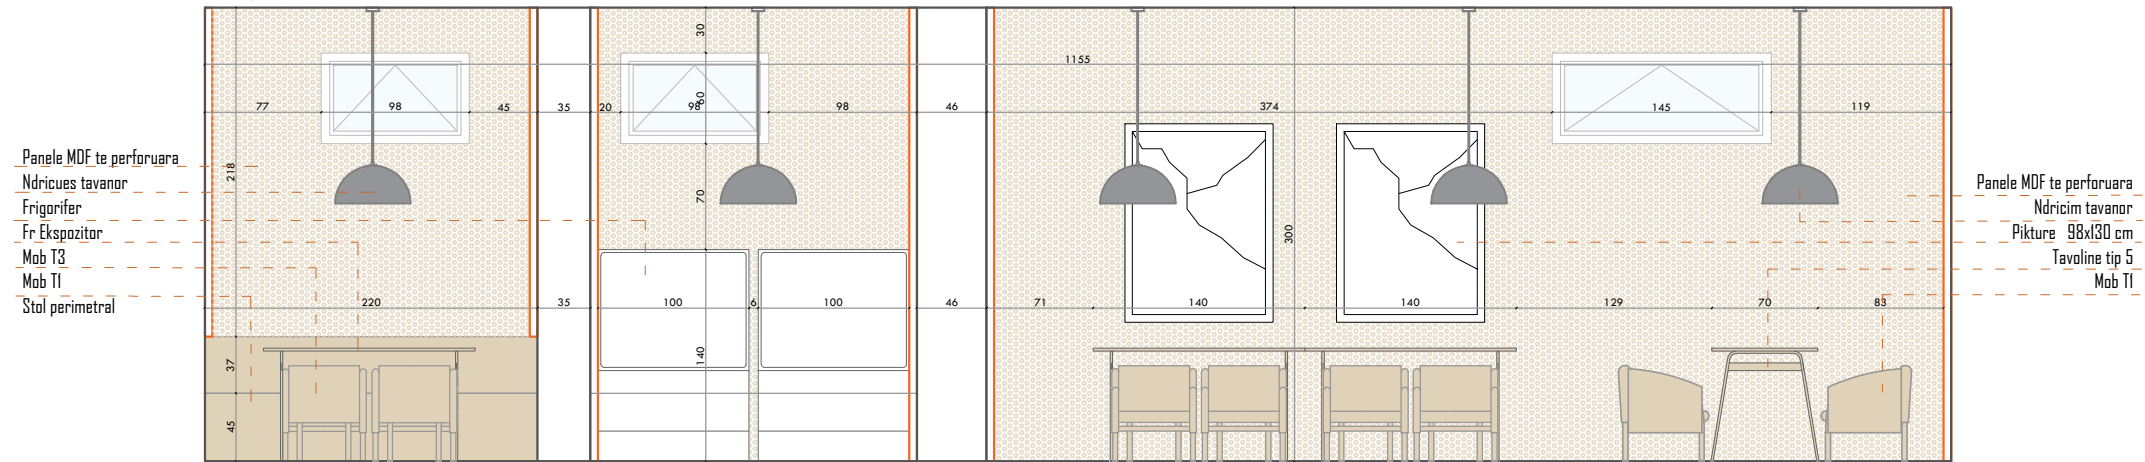 30
1155
77
98
45
35
20
98
60
98
46
374
145
119
Panele MDF te perforuara
Ndricues tavanor
Frigorifer
Fr Ekspozitor
Mob T3
Mob T1
Stol perimetral
218
70
300
220
35
100
6
100
46
71
140
140
129
70
83
37
140
45
Panele MDF te perforuara
Ndricim tavanor
Pikture 98x130 cm
Tavoline tip 5
Mob T1